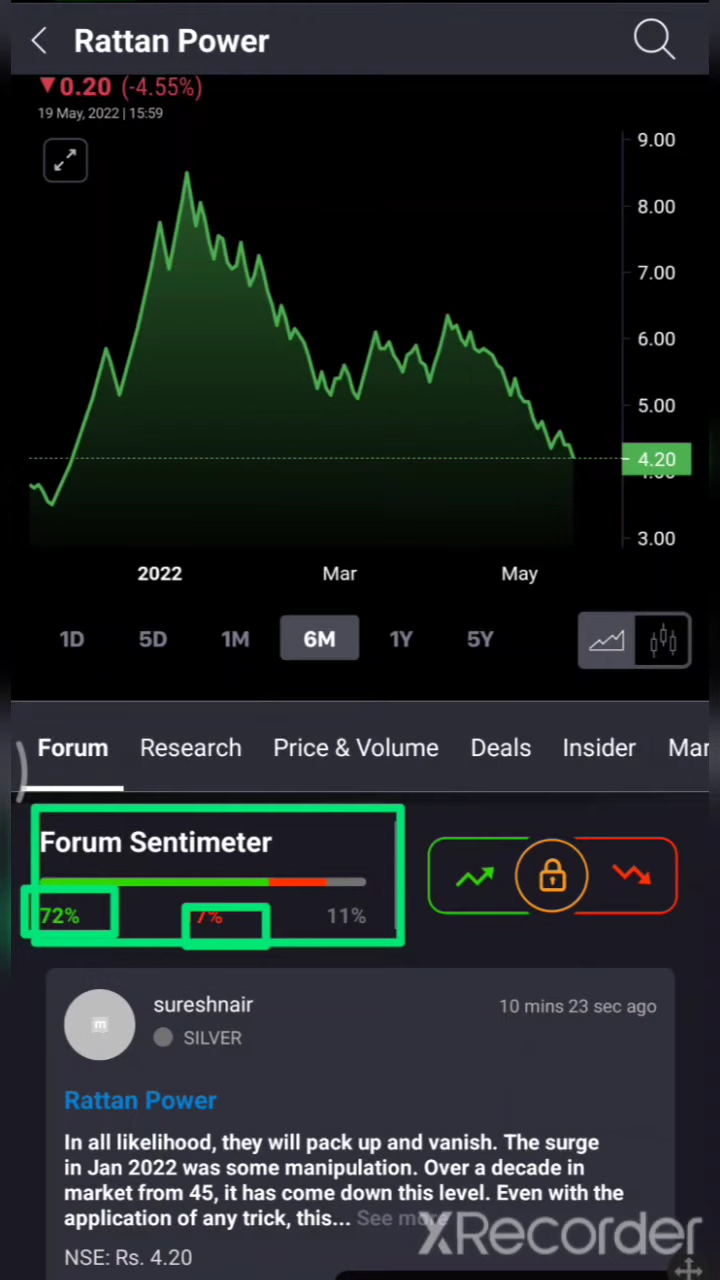 Rattan Power
▼0.20 (-4.55%)
19 May, 2022 | 15:59
9.00
8.00
7.00
6.00
5.00
4.20
3.00
2022 Mar May
1D 5D 1M 6M 1Y 5Y
Forum Research Price & Volume Deals Insider Mar
Forum Sentimeter
72% 7% 11%
sureshnair 10 mins 23 sec ago
m
SILVER
Rattan Power
In all likelihood, they will pack up and vanish. The surge
in Jan 2022 was some manipulation. Over a decade in
market from 45, it has come down this level. Even with the
application of any trick, this... See more
XRecorder
NSE: Rs. 4.20